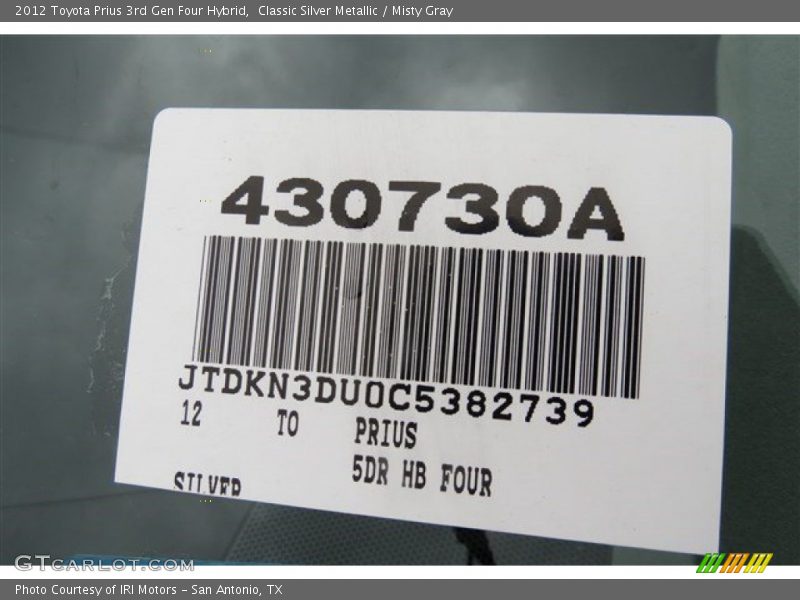 2012 Toyota Prius 3rd Gen Four Hybrid,  Classic Silver Metallic / Misty Gray
430730A
JTDKN3DU0C5382739
12 TO PRIUS
5DR HB FOUR
SILVER
GTCARLOT.COM
Photo Courtesy of IRI Motors – San Antonio, TX